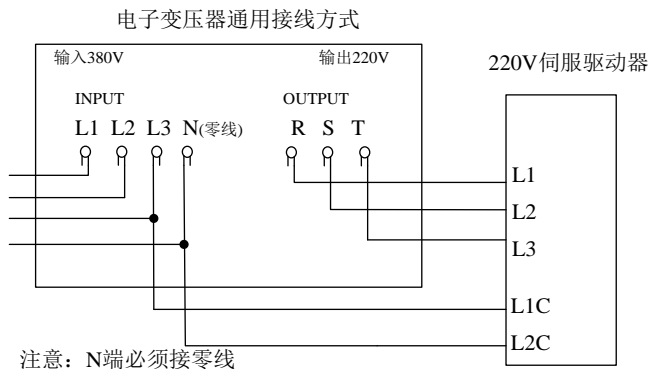 电子变压器通用接线方式
输入380V 输出220V
220V伺服驱动器
INPUT OUTPUT
L1 L2 L3 N(零线) R S T
L1
L2
L3
L1C
L2C
注意：N端必须接零线